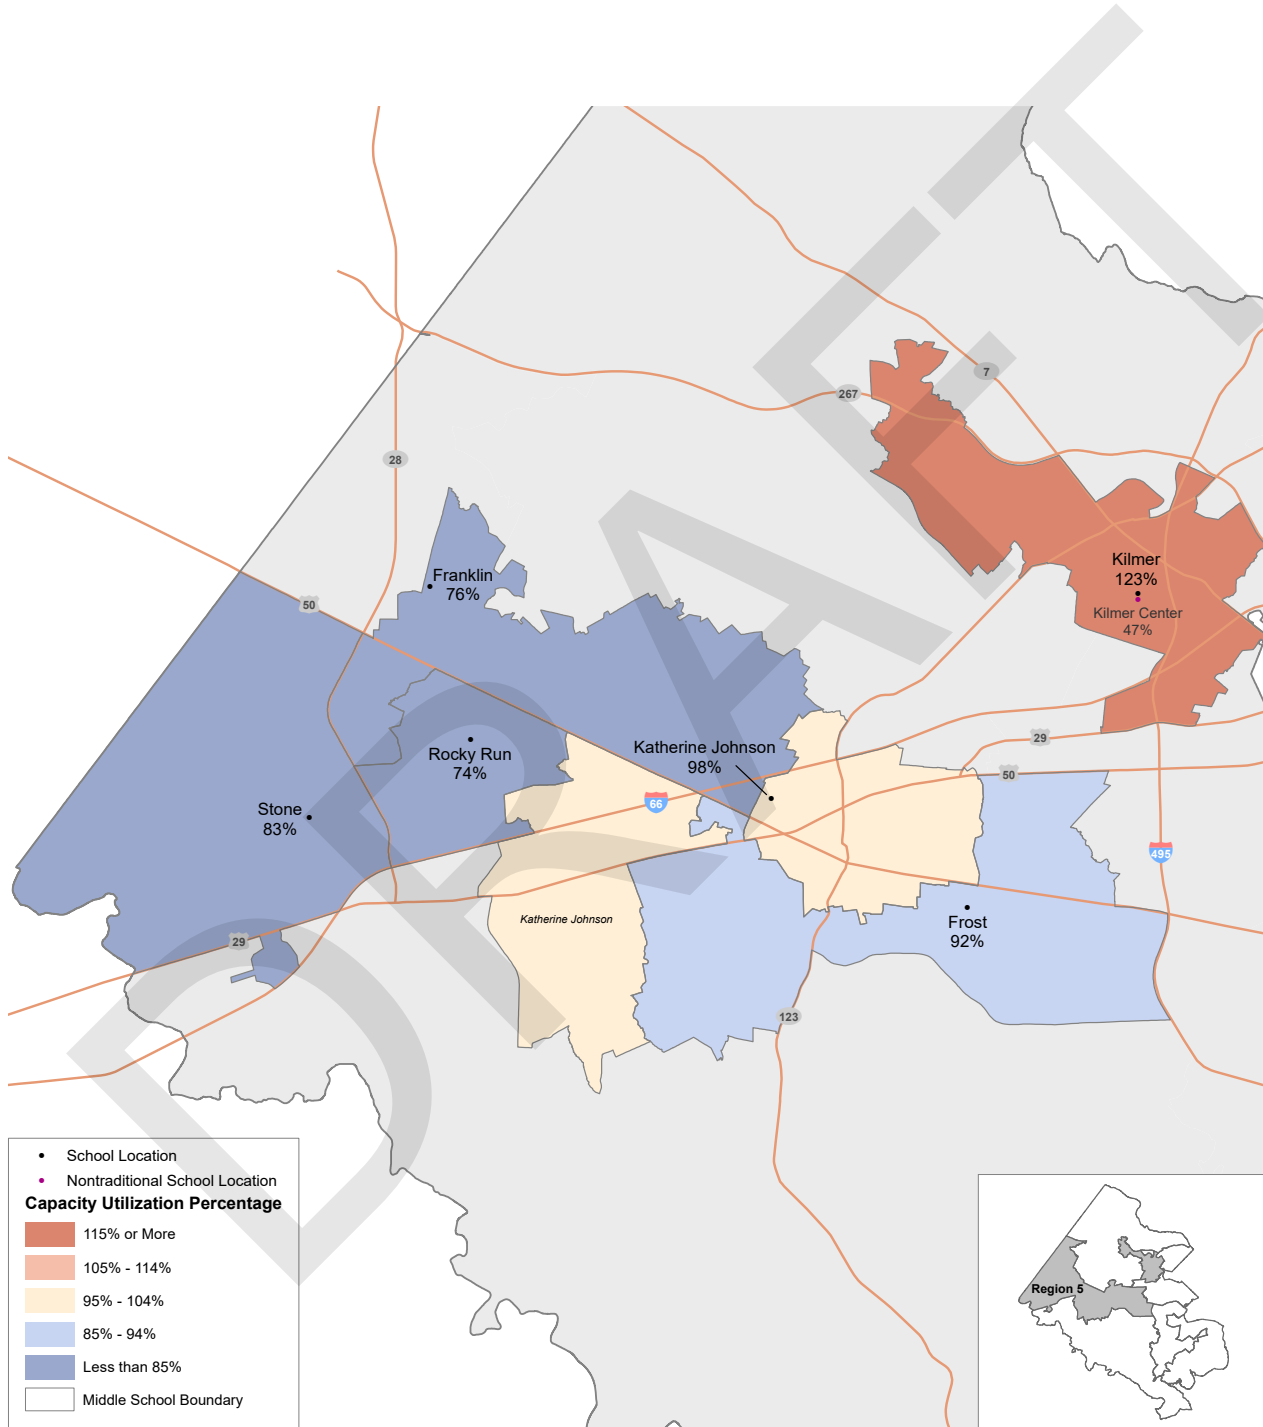 7
267
28
Kilmer
123%
Kilmer Center
47%
Franklin
76%
50
29
Katherine Johnson
98%
Rocky Run
74%
50
66
Stone
83%
495
Katherine Johnson
Frost
92%
29
123
School Location
Nontraditional School Location
Capacity Utilization Percentage
115% or More
105% - 114%
95% - 104%
85% - 94%
Less than 85%
Middle School Boundary
Region 5
DRAFT